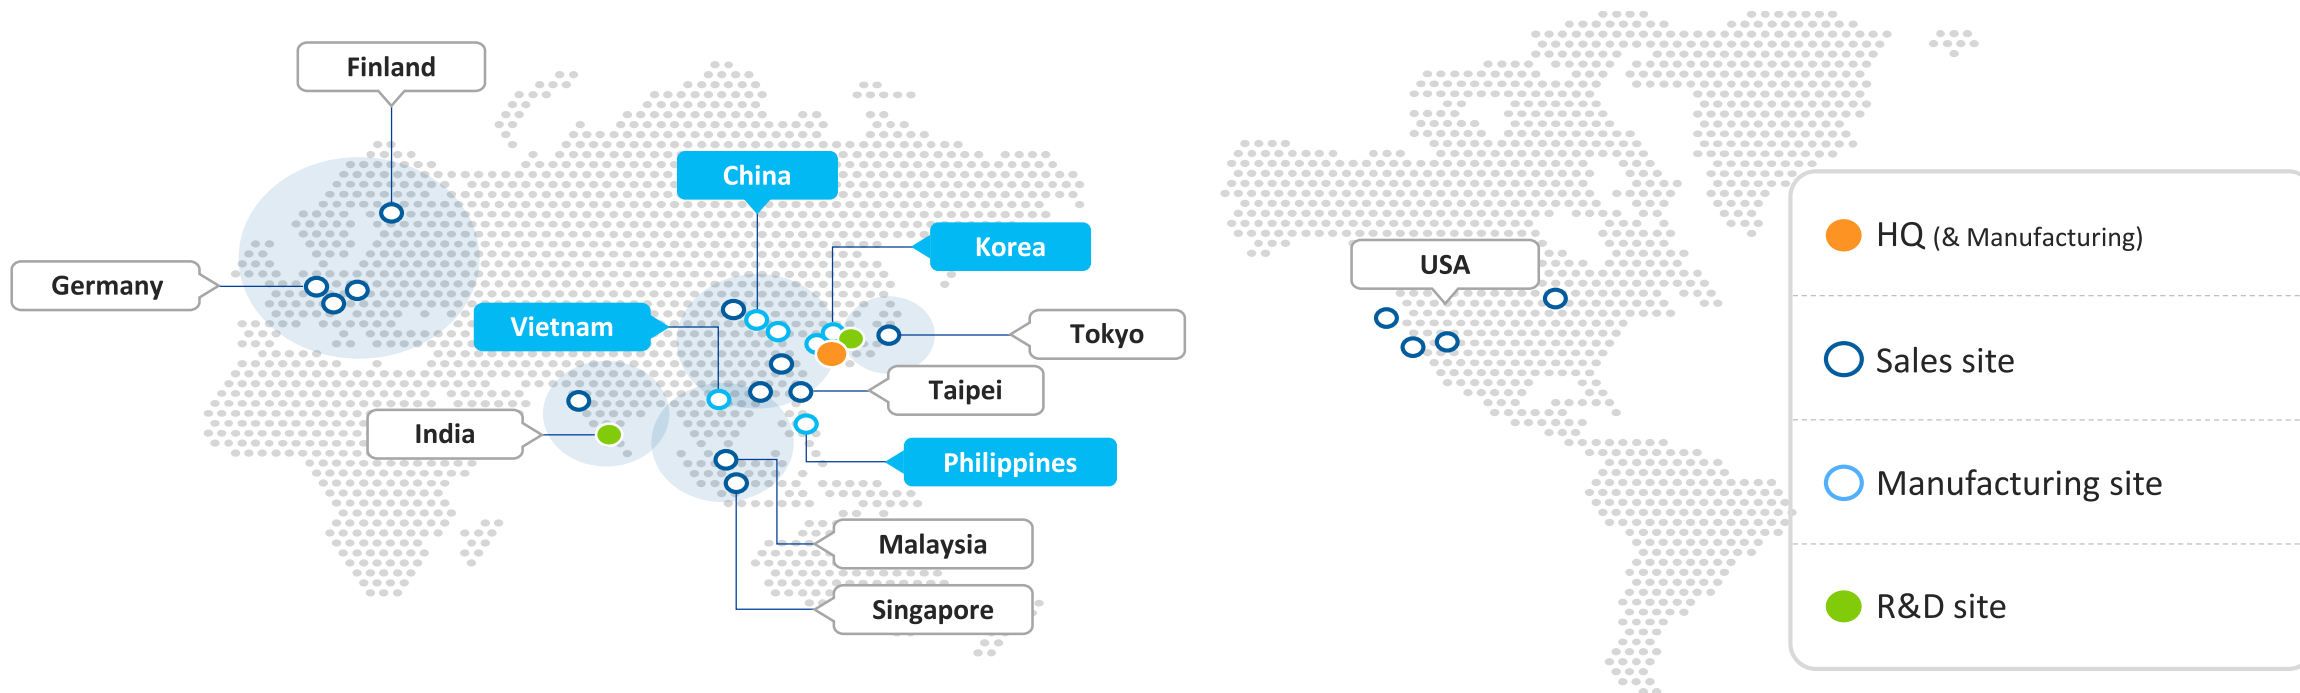 Finland
China
Korea
Germany
USA
Vietnam
Tokyo
Taipei
India
Philippines
Malaysia
Singapore
HQ (& Manufacturing)
Sales site
Manufacturing site
R&D site